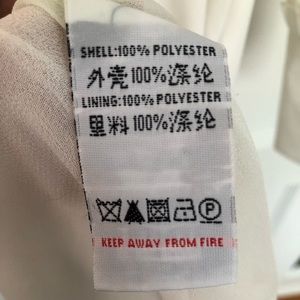 SHELL:100% POLYESTER
外壳100%涤纶
LINING:100% POLYESTER
里料100%涤纶
KEEP AWAY FROM FIRE